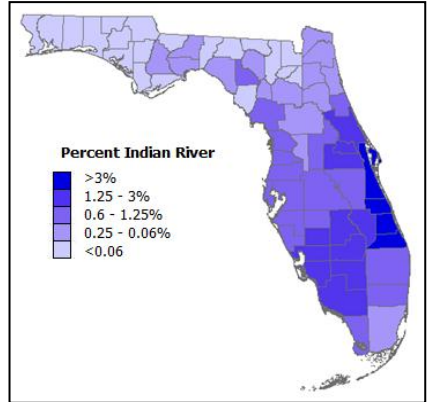 Percent Indian River
>3%
1.25 - 3%
0.6 - 1.25%
0.25 - 0.06%
<0.06